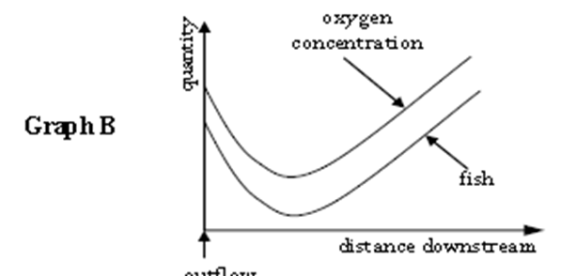 oxygen
concentration
quantity
Graph B
fish
distance downstream
outflow